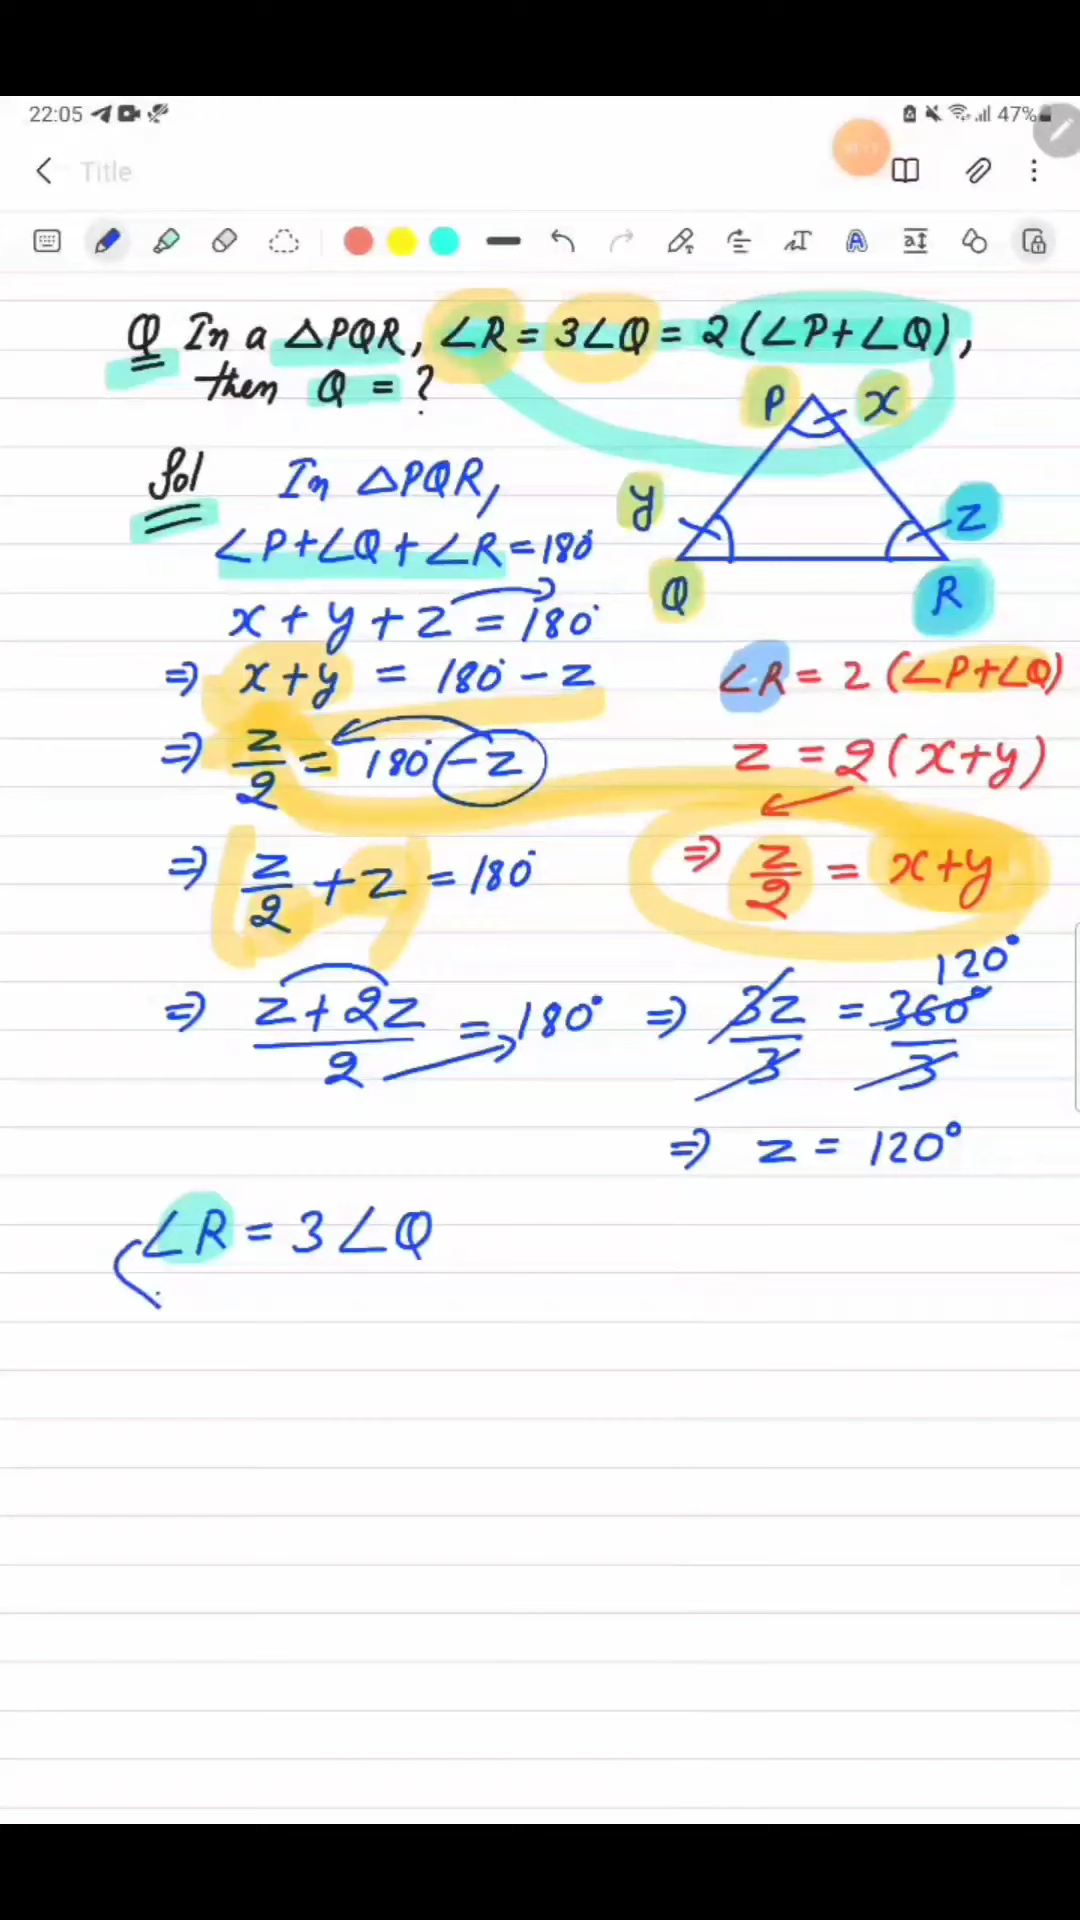 22:05 47%
Title
Q In a △PQR, ∠R = 3∠Q = 2(∠P+∠Q),
then Q = ?
P x
Sol In △PQR,
y z
∠P+∠Q+∠R=180°
Q R
x + y + z = 180°
⇒ x+y = 180° - z
∠R = 2(∠P+∠Q)
⇒ z/2 = 180° - z
z = 2(x+y)
⇒ z/2 + z = 180°
⇒ z/2 = x+y
120°
⇒ z+2z/2 = 180° ⇒ 3z/3 = 360°/3
⇒ z = 120°
∠R = 3∠Q